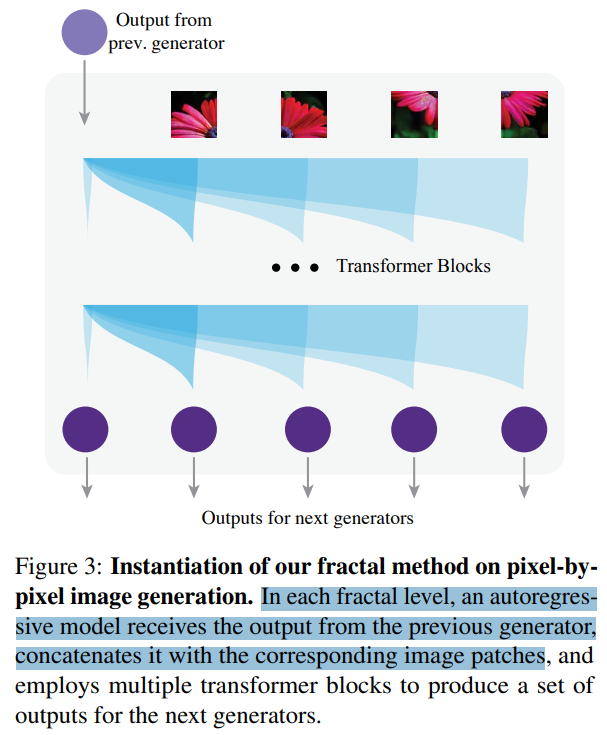 Output from
prev. generator
Transformer Blocks
Outputs for next generators
Figure 3: Instantiation of our fractal method on pixel-by-
pixel image generation. In each fractal level, an autoregres-
sive model receives the output from the previous generator,
concatenates it with the corresponding image patches, and
employs multiple transformer blocks to produce a set of
outputs for the next generators.